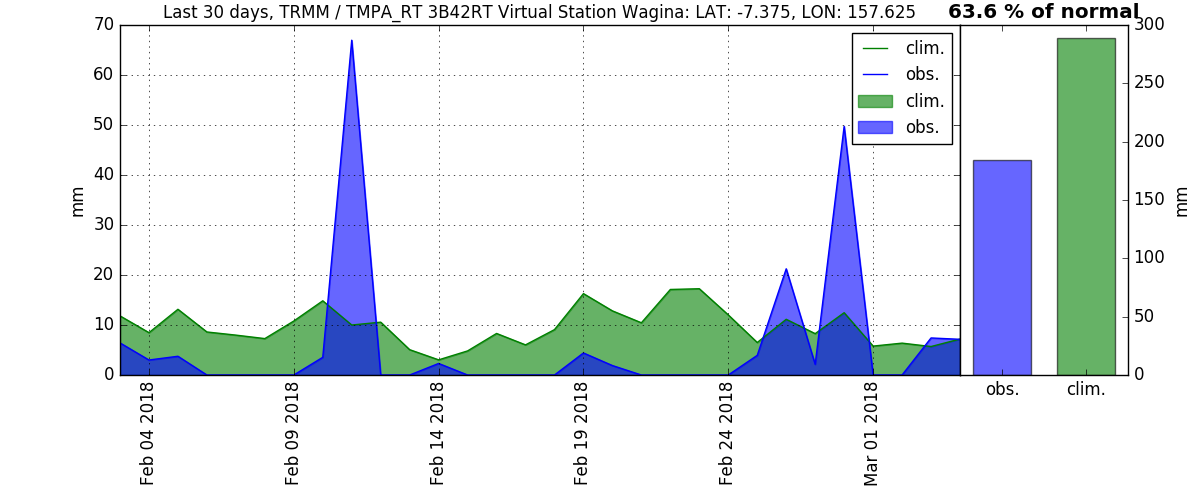 Last 30 days, TRMM / TMPA_RT 3B42RT Virtual Station Wagina: LAT: -7.375, LON: 157.625
63.6 % of normal
70
60
50
40
30
20
10
0
mm
Feb 04 2018
Feb 09 2018
Feb 14 2018
Feb 19 2018
Feb 24 2018
Mar 01 2018
clim.
obs.
clim.
obs.
300
250
200
150
100
50
0
mm
obs.
clim.